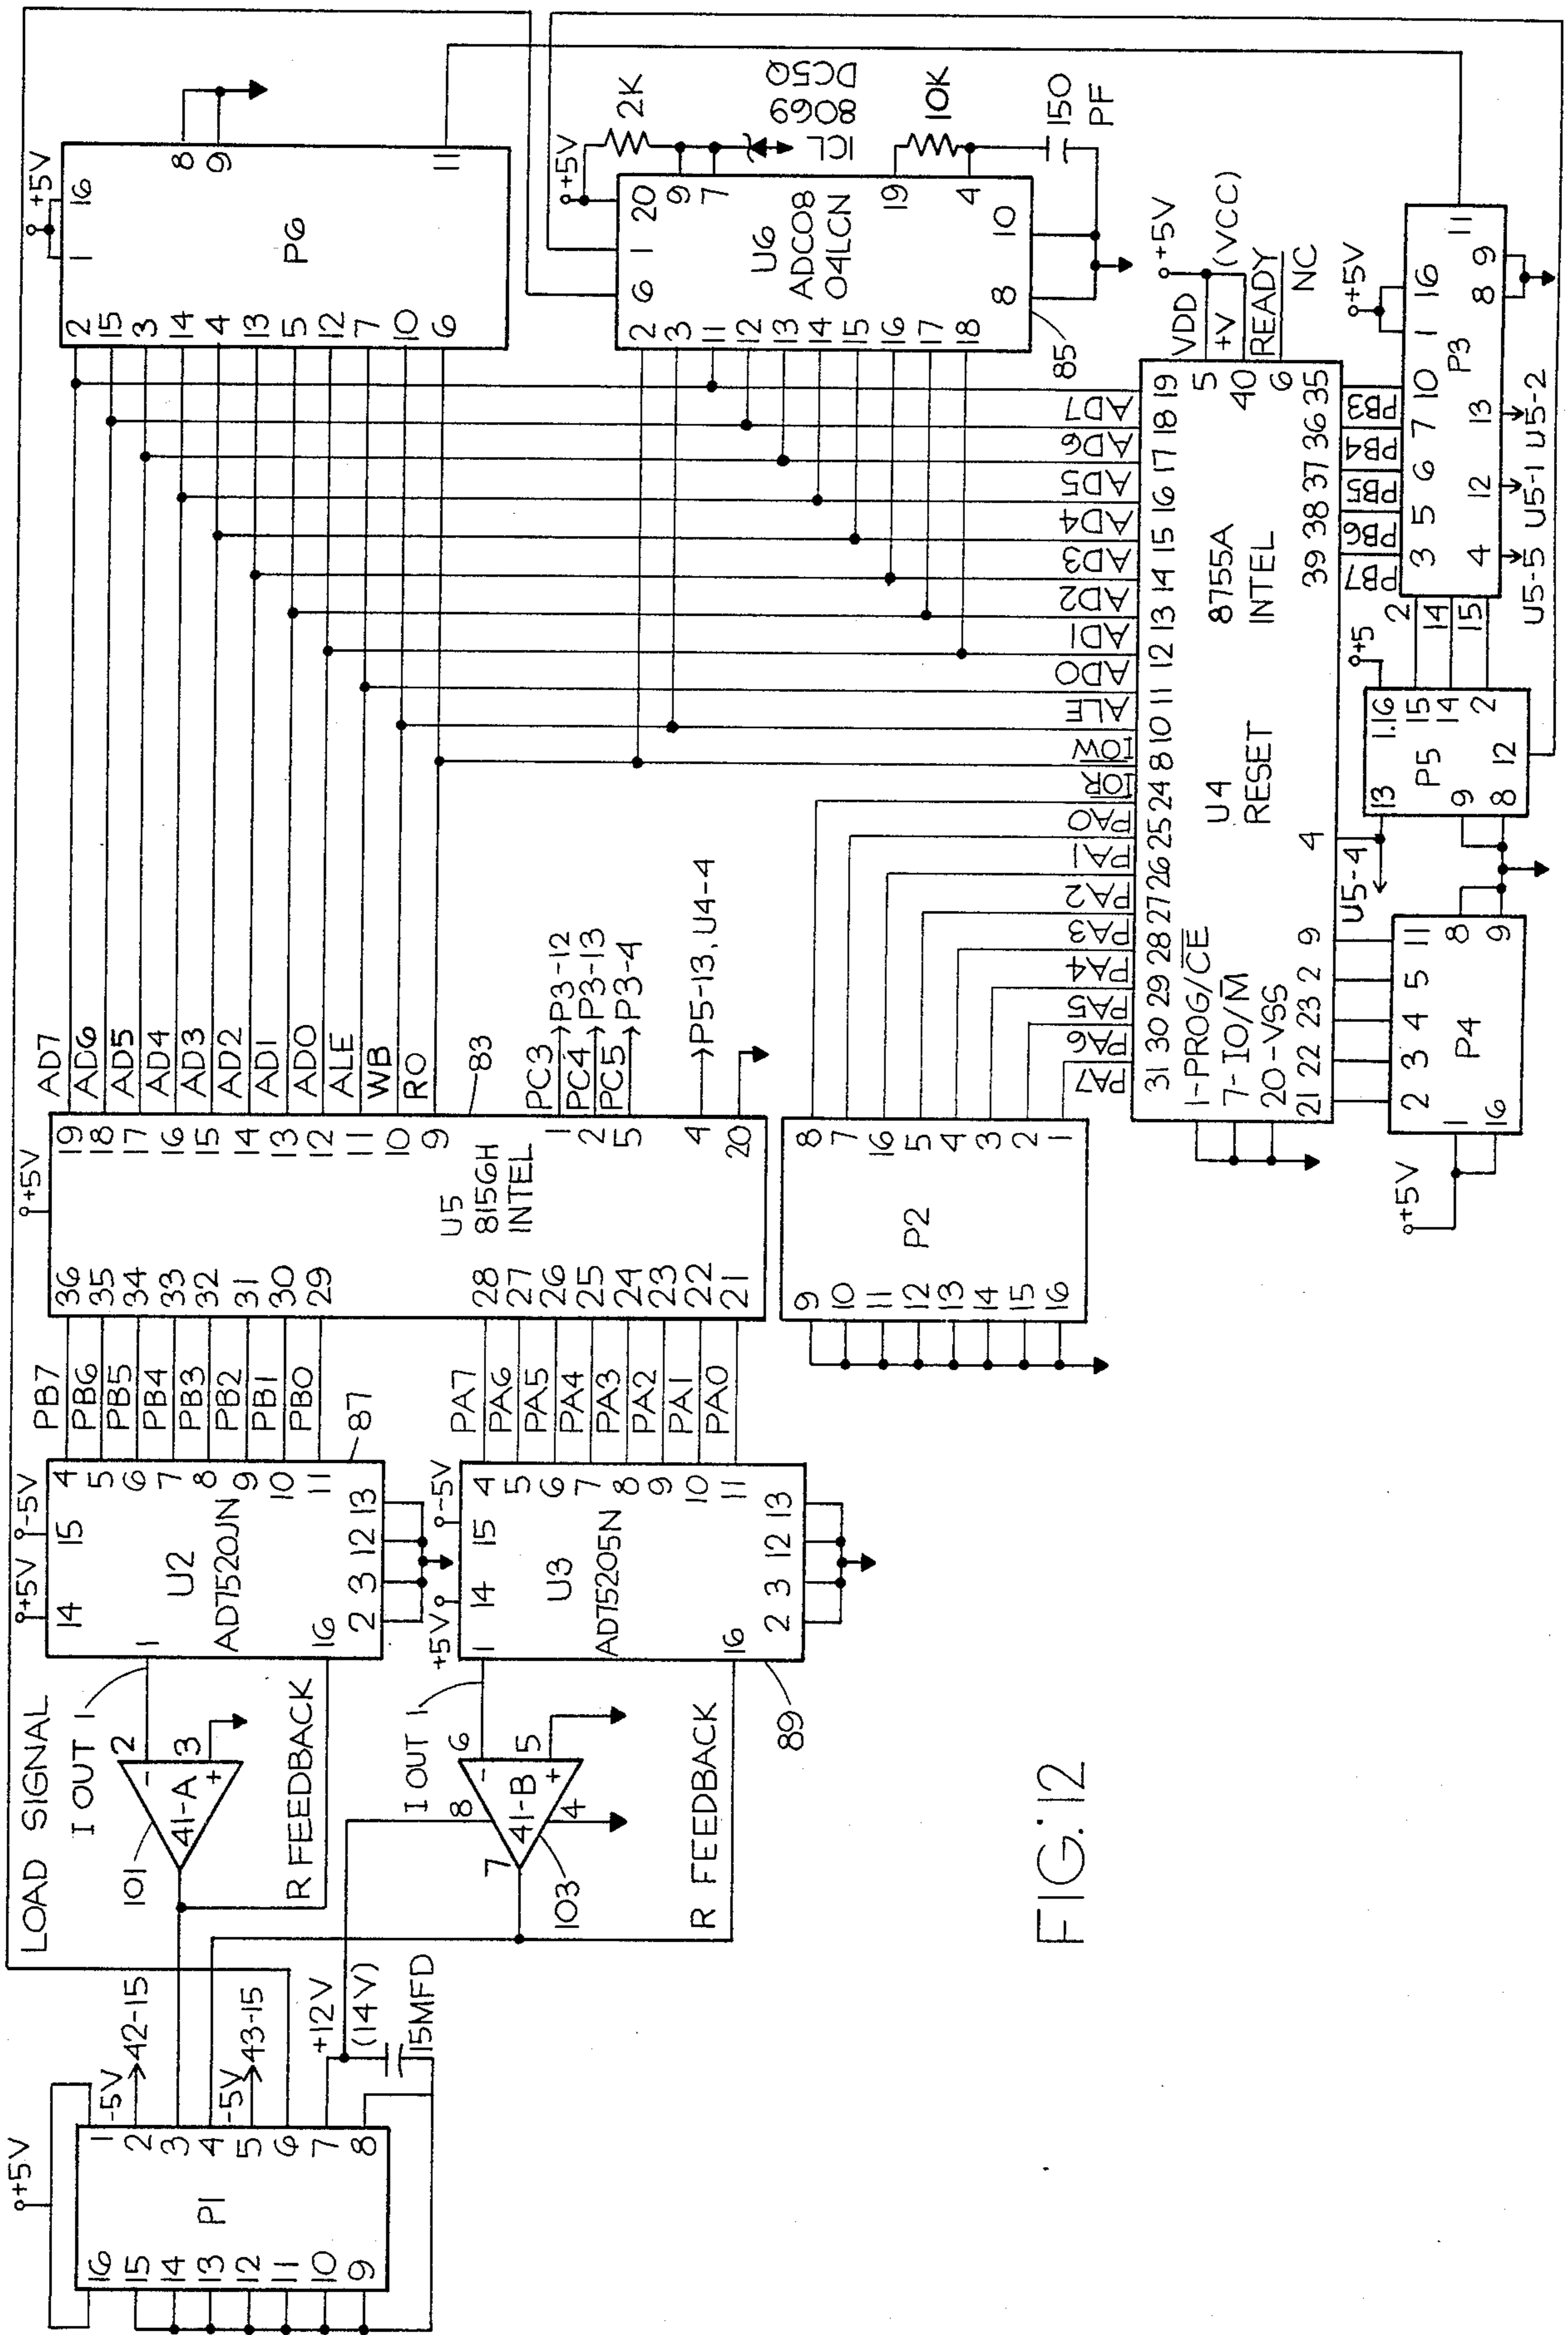 +5V
1 16
P6
8
9
11
2
15
3
14
4
13
5
12
7
10
6
+5V
2K
20
1
6
9
7
ICL
8069
DC5Q
U6
ADC08
04LCN
19
10K
4
150
PF
10
8
2
3
11
12
13
14
15
16
17
18
85
AD7
AD6
AD5
AD4
AD3
AD2
AD1
AD0
ALE
WB
RO
83
+5V
19
18
17
16
15
14
13
12
11
10
9
U5
8156H
INTEL
1
2
5
4
20
PC3
P3-12
PC4
P3-13
PC5
P3-4
P5-13, U4-4
36
35
34
33
32
31
30
29
28
27
26
25
24
23
22
21
PB7
PB6
PB5
PB4
PB3
PB2
PB1
PB0
PA7
PA6
PA5
PA4
PA3
PA2
PA1
PA0
87
+5V
-5V
14
15
4
5
6
7
8
9
10
11
U2
AD7520JN
1
16
2 3 12 13
+5V
-5V
14
15
4
5
6
7
8
9
10
11
U3
AD75205N
1
16
2 3 12 13
89
LOAD SIGNAL
I OUT 1
2
3
-
+
41-A
101
R FEEDBACK
I OUT 1
6
5
8
4
7
-
+
41-B
103
R FEEDBACK
+5V
P1
1
2
3
4
5
6
7
8
16
15
14
13
12
11
10
9
-5V
42-15
-5V
43-15
+12V
(14V)
15MFD
P2
8
7
16
5
4
3
2
1
9
10
11
12
13
14
15
16
AD7
AD6
AD5
AD4
AD3
AD2
AD1
AD0
ALE
IOW
IOR
PA0
PA1
PA2
PA3
PA4
PA5
PA6
PA7
31 30 29 28 27 26 25 24 8 10 11 12 13 14 15 16 17 18 19
+5V
(VCC)
VDD
+V
READY
NC
5
40
6
8755A
INTEL
U4
RESET
1-PROG/CE
7-IO/M
20-VSS
21 22 23 2 9
4
39 38 37 36 35
PB7
PB6
PB5
PB4
PB3
U5-4
+5V
1 16
11
3 5 6 7 10
P3
4 12 13
8 9
2
14
15
U5-5
U5-1
U5-2
+5
1.16
15
14
2
P5
13
9
8
12
2 3 4 5 11
P4
1
16
8
9
+5V
FIG. 12